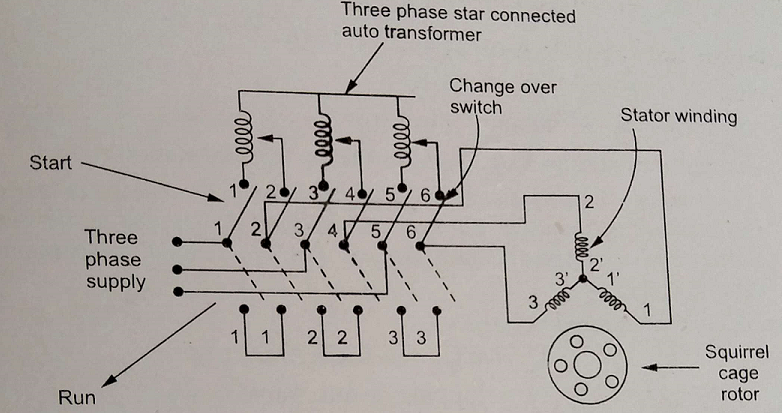 Three phase star connected
auto transformer
Change over
switch
Stator winding
Start
1 2 3 4 5 6
2
1 2 3 4 5 6
Three
phase
supply
2'
3' 1'
3 1
1 1 2 2 3 3
Squirrel
cage
rotor
Run